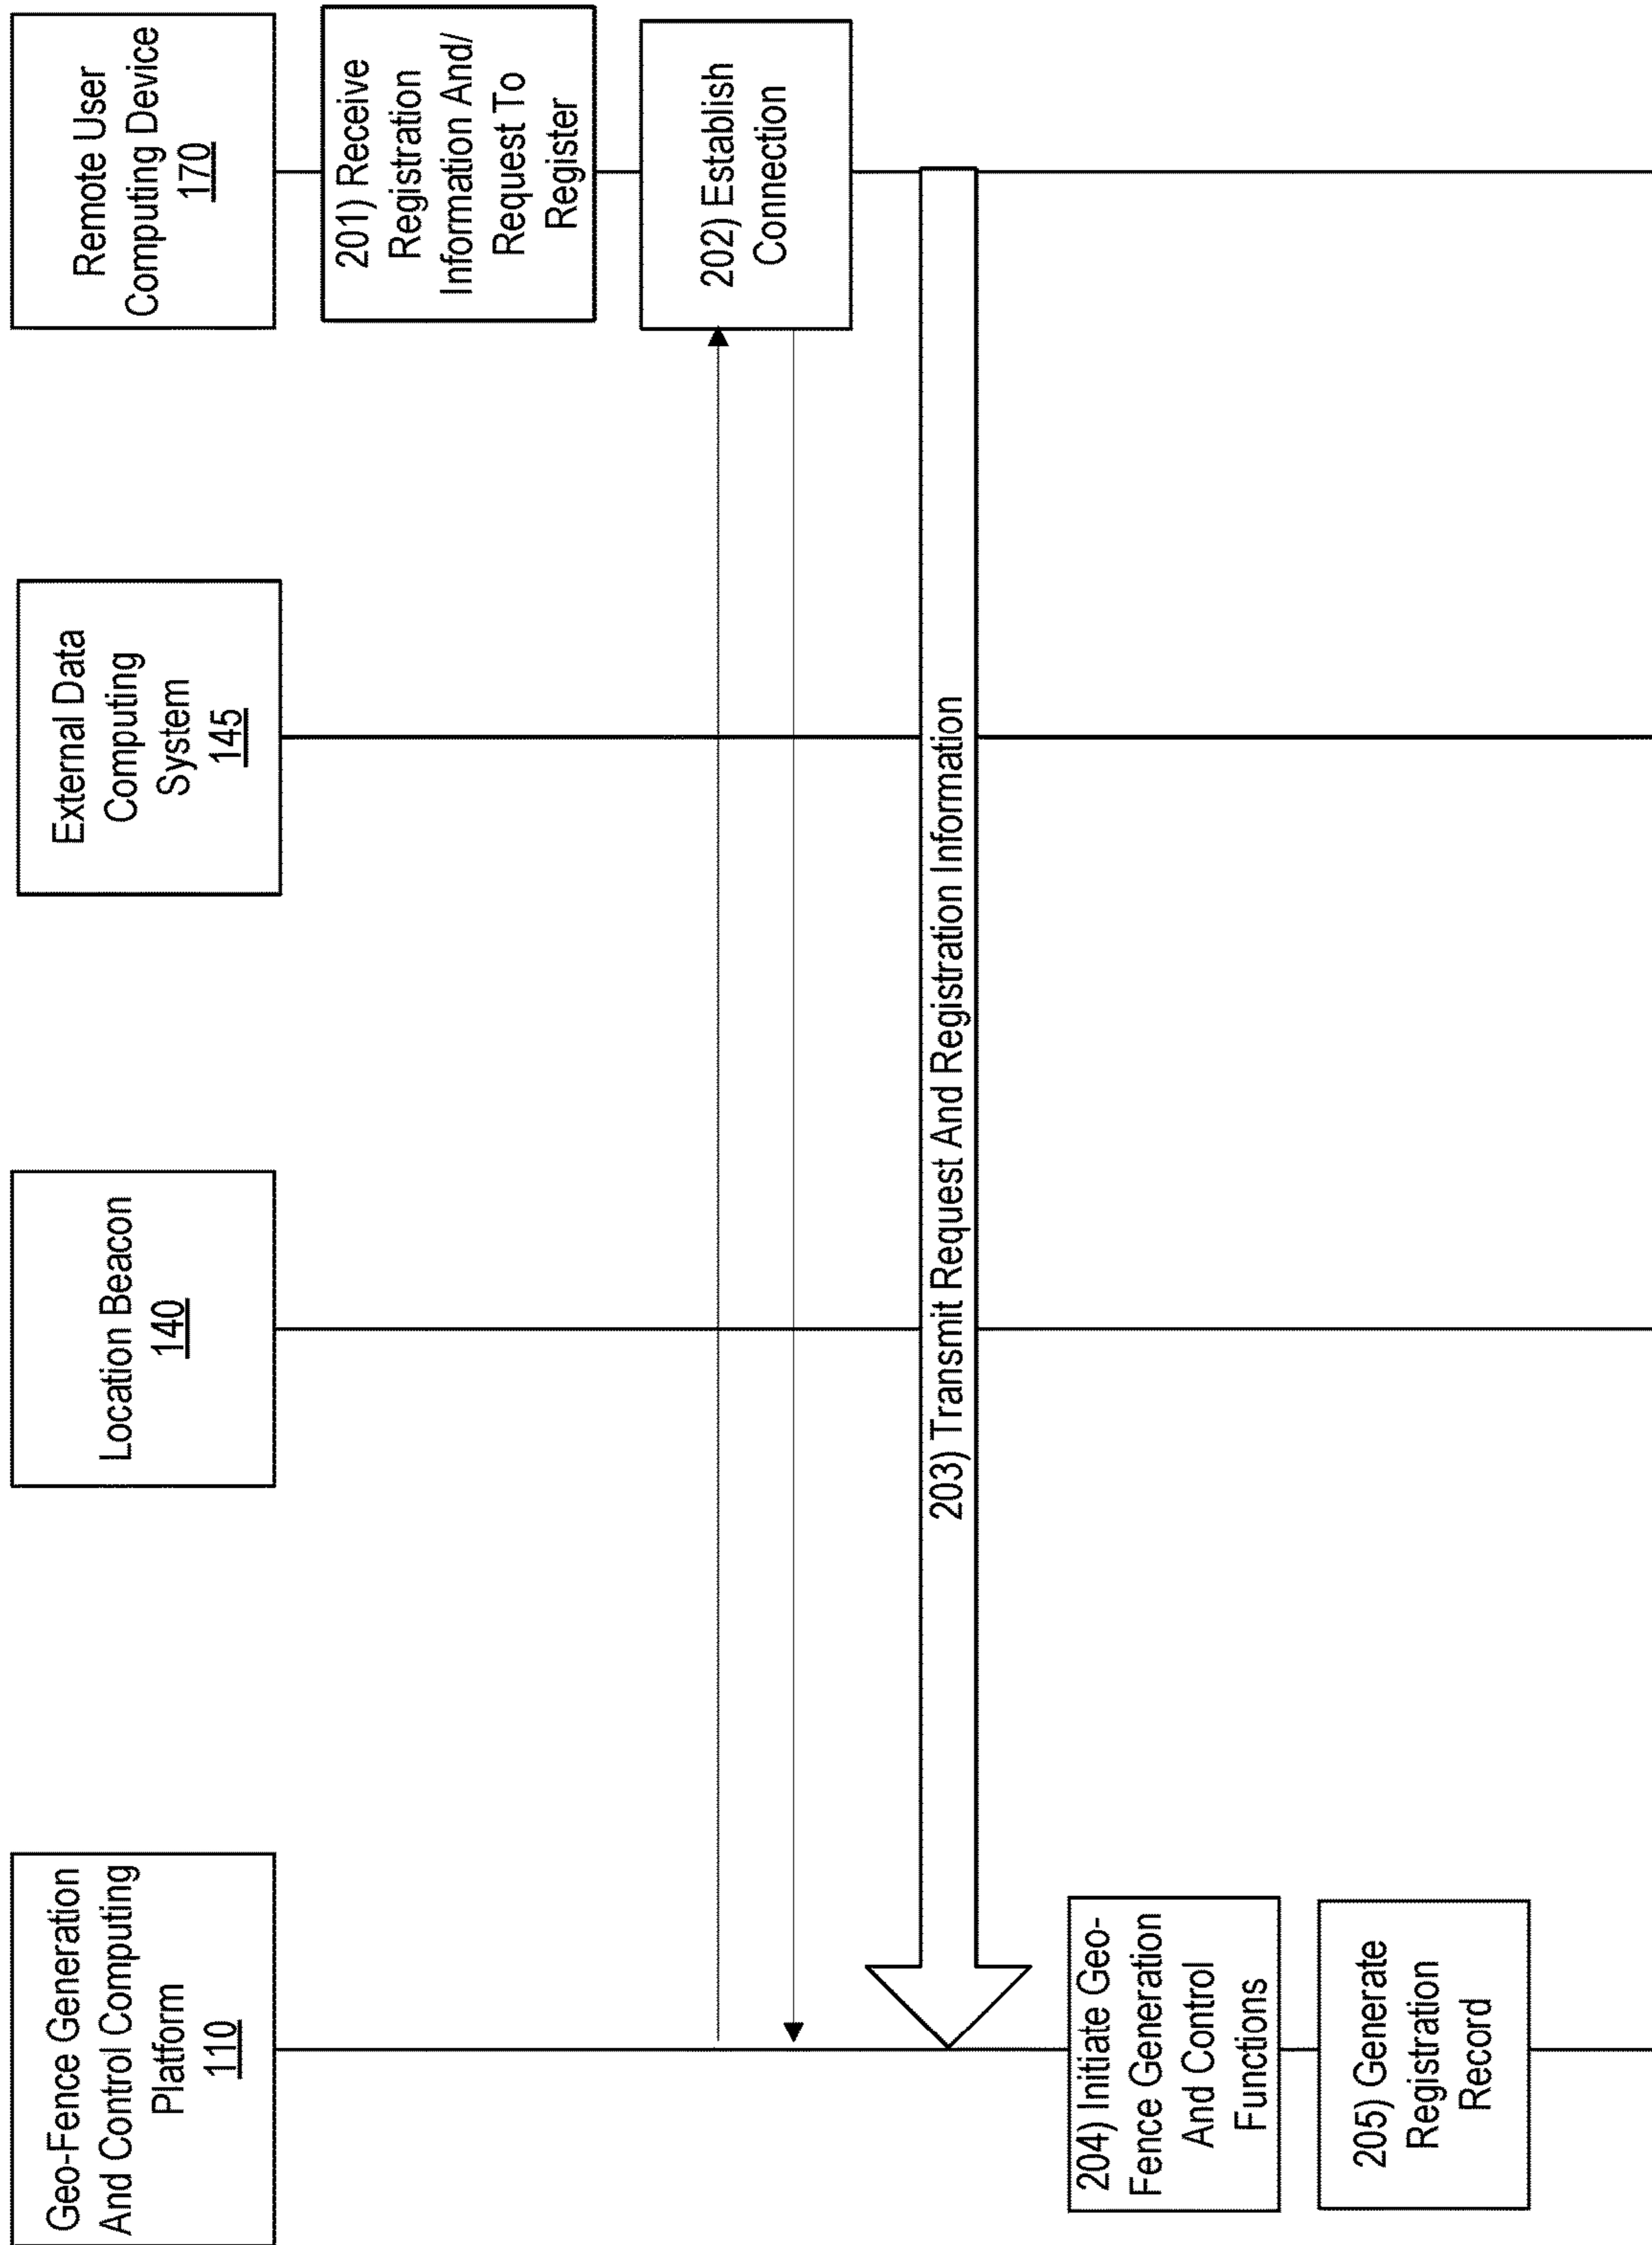 Geo-Fence Generation
And Control Computing
Platform
110
Location Beacon
140
External Data
Computing
System
145
Remote User
Computing Device
170
201) Receive
Registration
Information And/
Request To
Register
202) Establish
Connection
203) Transmit Request And Registration Information
204) Initiate Geo-
Fence Generation
And Control
Functions
205) Generate
Registration
Record